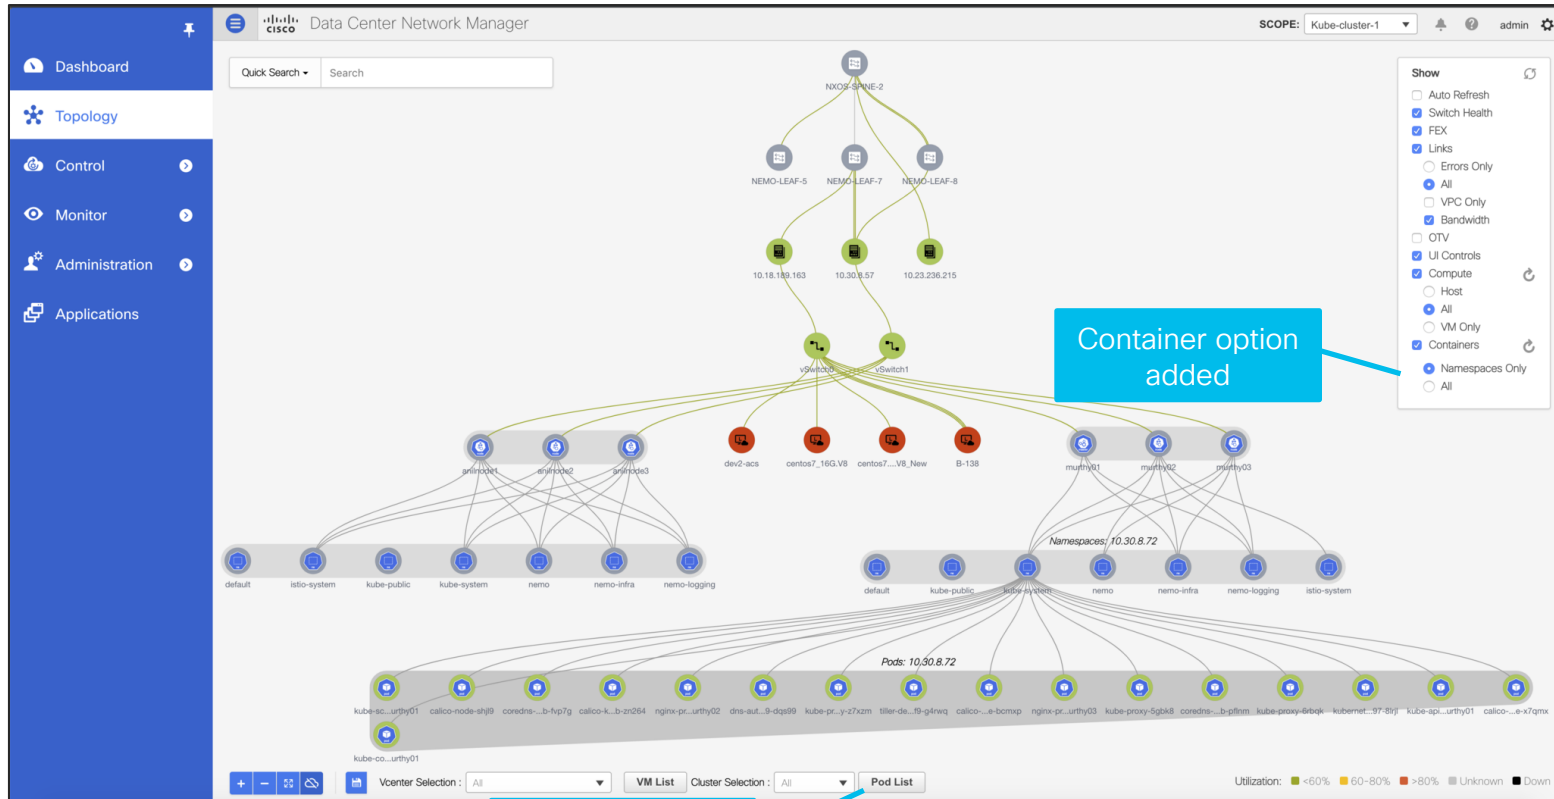 cisco Data Center Network Manager
SCOPE: Kube-cluster-1
admin
Dashboard
Topology
Control
Monitor
Administration
Applications
Quick Search
Search
NXOS-SPINE-2
NEMO-LEAF-5 NEMO-LEAF-7 NEMO-LEAF-8
10.18.189.163 10.30.8.57 10.23.236.215
vSwitch0 vSwitch1
Show
Auto Refresh
Switch Health
FEX
Links
Errors Only
All
VPC Only
Bandwidth
OTV
UI Controls
Compute
Host
All
VM Only
Containers
Namespaces Only
All
Container option
added
anilnode1 anilnode2 anilnode3
dev2-acs centos7_16G.V8 centos7....V8_New B-138
murthy01 murthy02 murthy03
Namespaces: 10.30.8.72
default istio-system kube-public kube-system nemo nemo-infra nemo-logging
default kube-public kube-system nemo nemo-infra nemo-logging istio-system
Pods: 10.30.8.72
kube-sc...urthy01 calico-node-shjl9 coredns-...b-fvp7g calico-k...b-zn264 nginx-pr...urthy02 dns-aut...9-dqs99 kube-pr...y-z7xzm tiller-de...f9-g4rwq calico-...e-bcmxp nginx-pr...urthy03 kube-proxy-5gbk8 coredns-...b-pflnm kube-proxy-6rbqk kubernet...97-8lrjl kube-api...urthy01 calico-...e-x7qmx
kube-co...urthy01
Vcenter Selection : All VM List Cluster Selection : All Pod List
Utilization: <60% 60-80% >80% Unknown Down